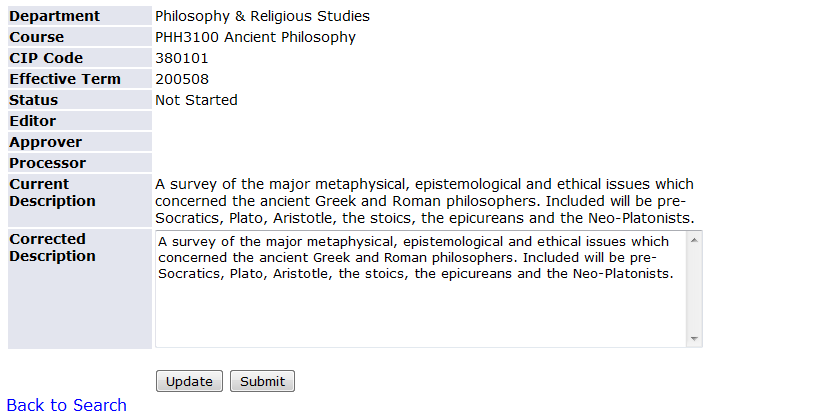 Department Philosophy & Religious Studies
Course PHH3100 Ancient Philosophy
CIP Code 380101
Effective Term 200508
Status Not Started
Editor
Approver
Processor
Current Description
A survey of the major metaphysical, epistemological and ethical issues which
concerned the ancient Greek and Roman philosophers. Included will be pre-
Socratics, Plato, Aristotle, the stoics, the epicureans and the Neo-Platonists.
Corrected Description
A survey of the major metaphysical, epistemological and ethical issues which
concerned the ancient Greek and Roman philosophers. Included will be pre-
Socratics, Plato, Aristotle, the stoics, the epicureans and the Neo-Platonists.
Update Submit
Back to Search